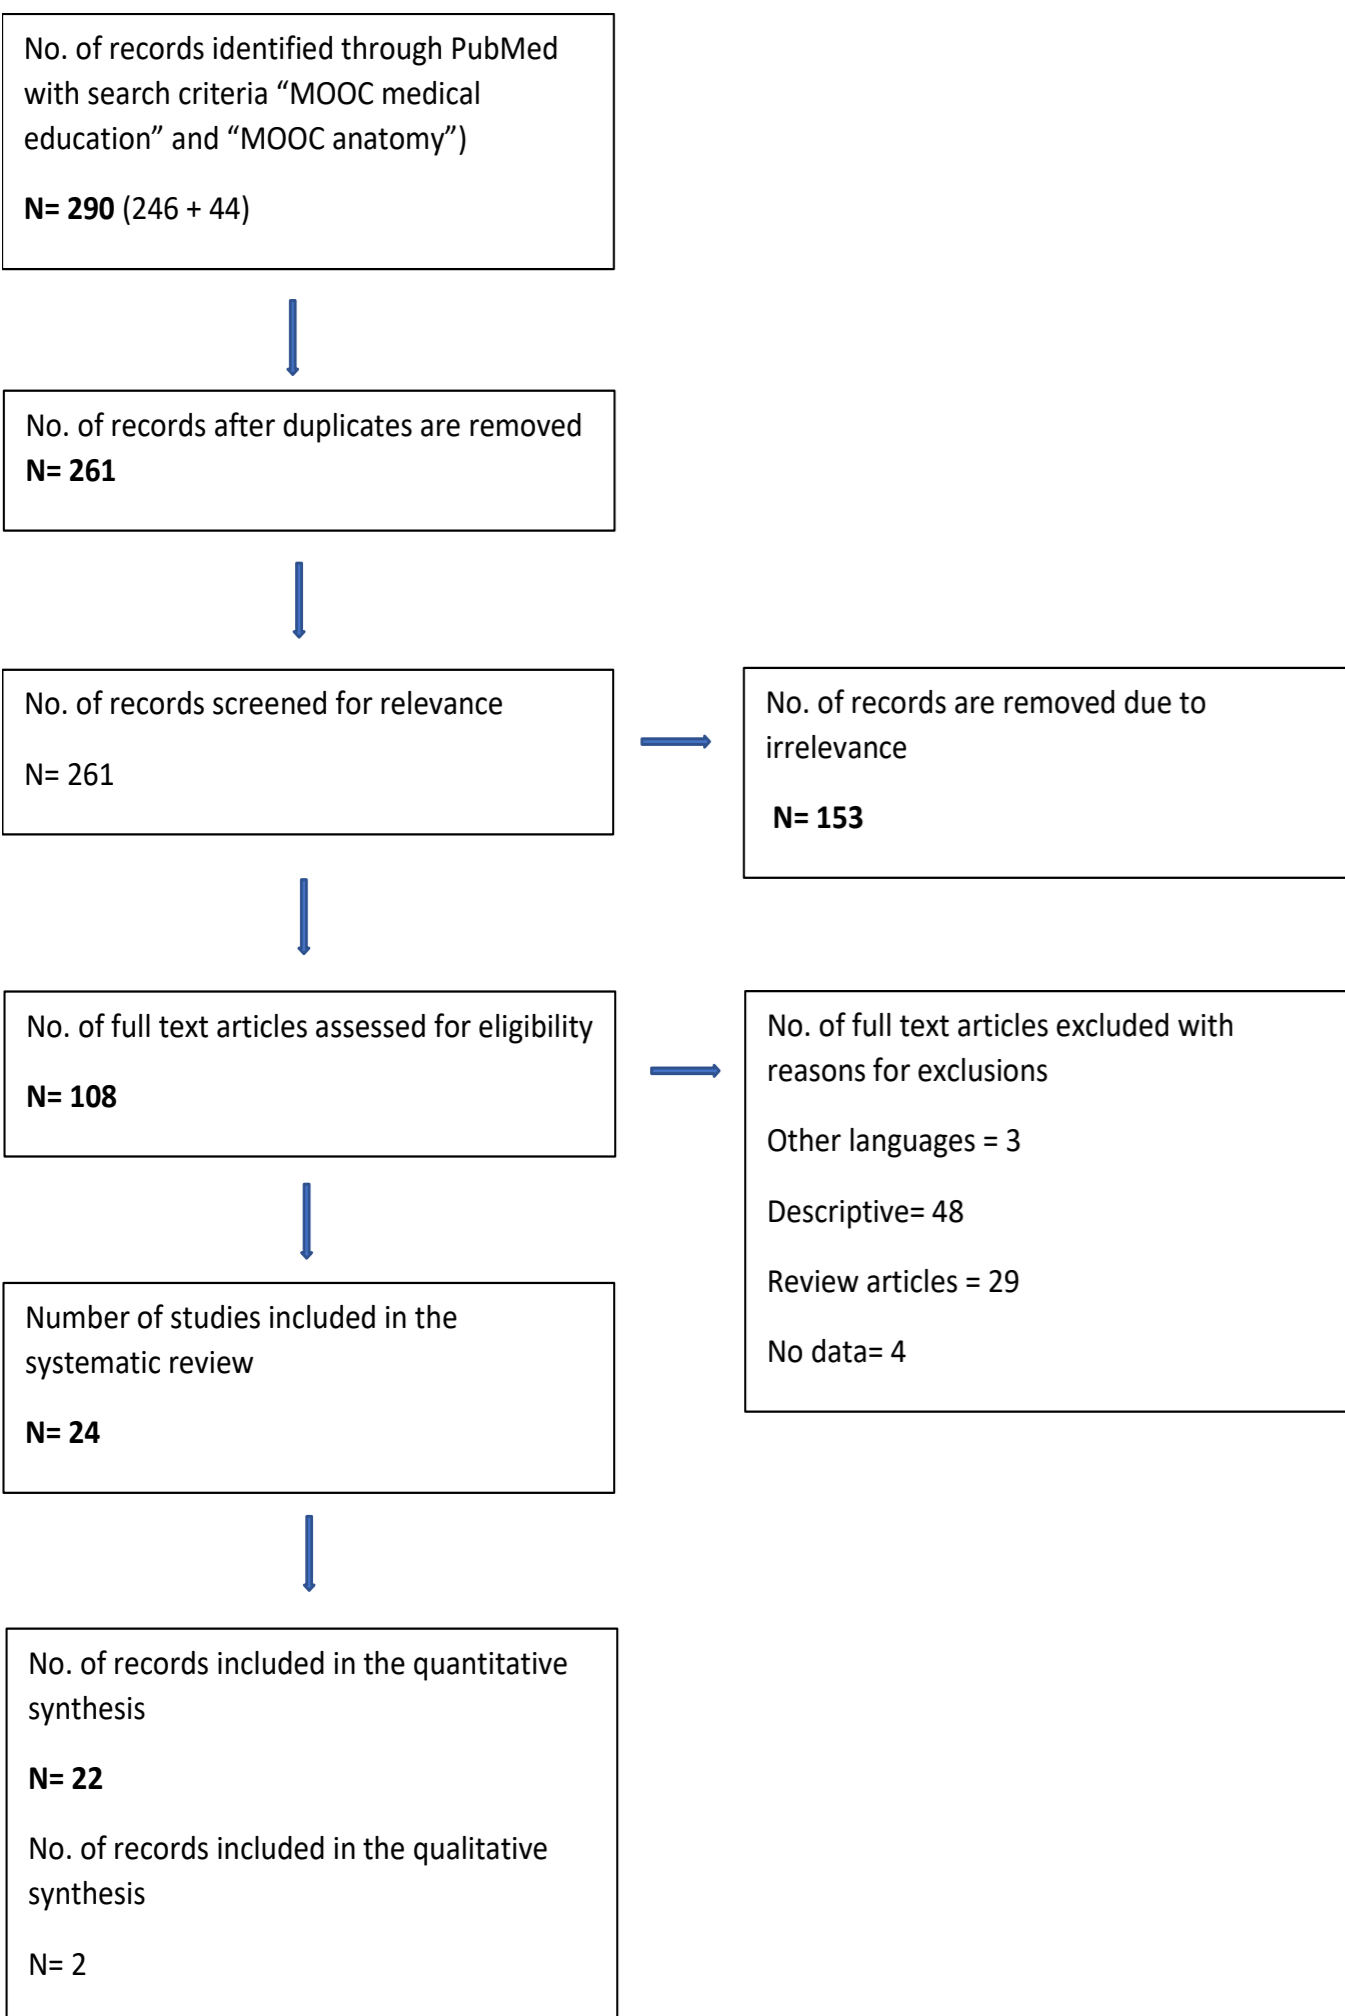 No. of records identified through PubMed
with search criteria “MOOC medical
education” and “MOOC anatomy”)
N= 290 (246 + 44)
No. of records after duplicates are removed
N= 261
No. of records screened for relevance
N= 261
No. of records are removed due to
irrelevance
N= 153
No. of full text articles assessed for eligibility
N= 108
No. of full text articles excluded with
reasons for exclusions
Other languages = 3
Descriptive= 48
Review articles = 29
No data= 4
Number of studies included in the
systematic review
N= 24
No. of records included in the quantitative
synthesis
N= 22
No. of records included in the qualitative
synthesis
N= 2